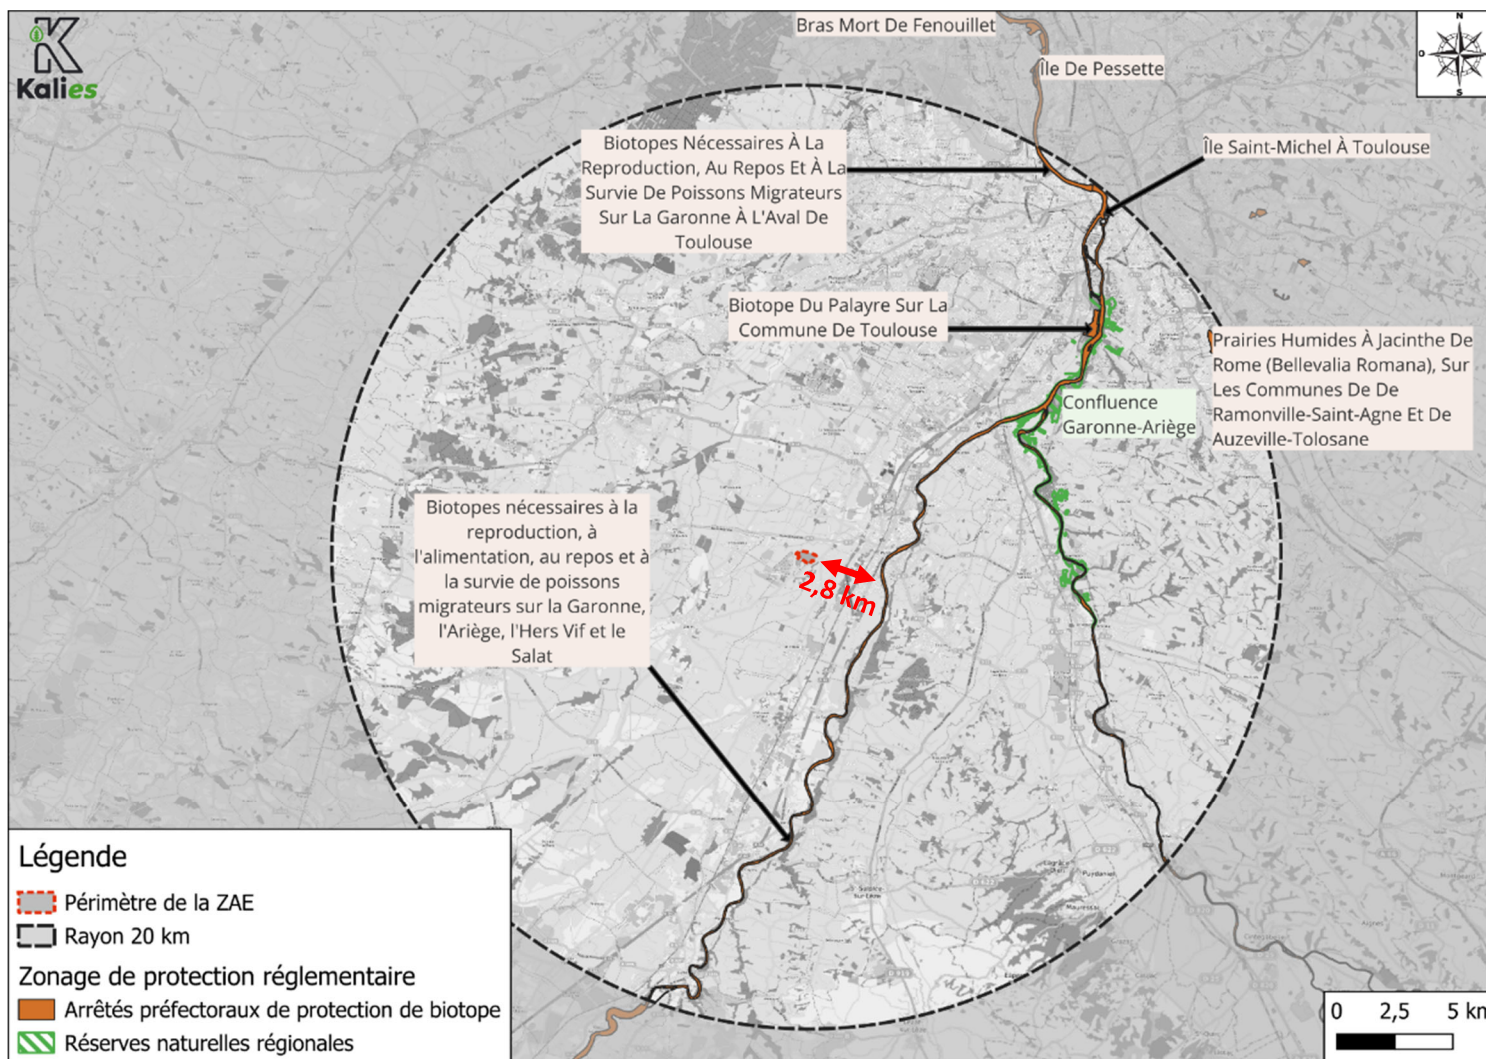 Kalies
N
O
E
S
Bras Mort De Fenouillet
Île De Pessette
Île Saint-Michel À Toulouse
Biotopes Nécessaires À La
Reproduction, Au Repos Et À La
Survie De Poissons Migrateurs
Sur La Garonne À L'Aval De
Toulouse
Biotope Du Palayre Sur La
Commune De Toulouse
Prairies Humides À Jacinthe De
Rome (Bellevalia Romana), Sur
Les Communes De De
Ramonville-Saint-Agne Et De
Auzeville-Tolosane
Confluence
Garonne-Ariège
Biotopes nécessaires à la
reproduction, à
l'alimentation, au repos et à
la survie de poissons
migrateurs sur la Garonne,
l'Ariège, l'Hers Vif et le
Salat
2,8 km
D 622
Légende
Périmètre de la ZAE
Rayon 20 km
Zonage de protection réglementaire
Arrêtés préfectoraux de protection de biotope
Réserves naturelles régionales
0 2,5 5 km